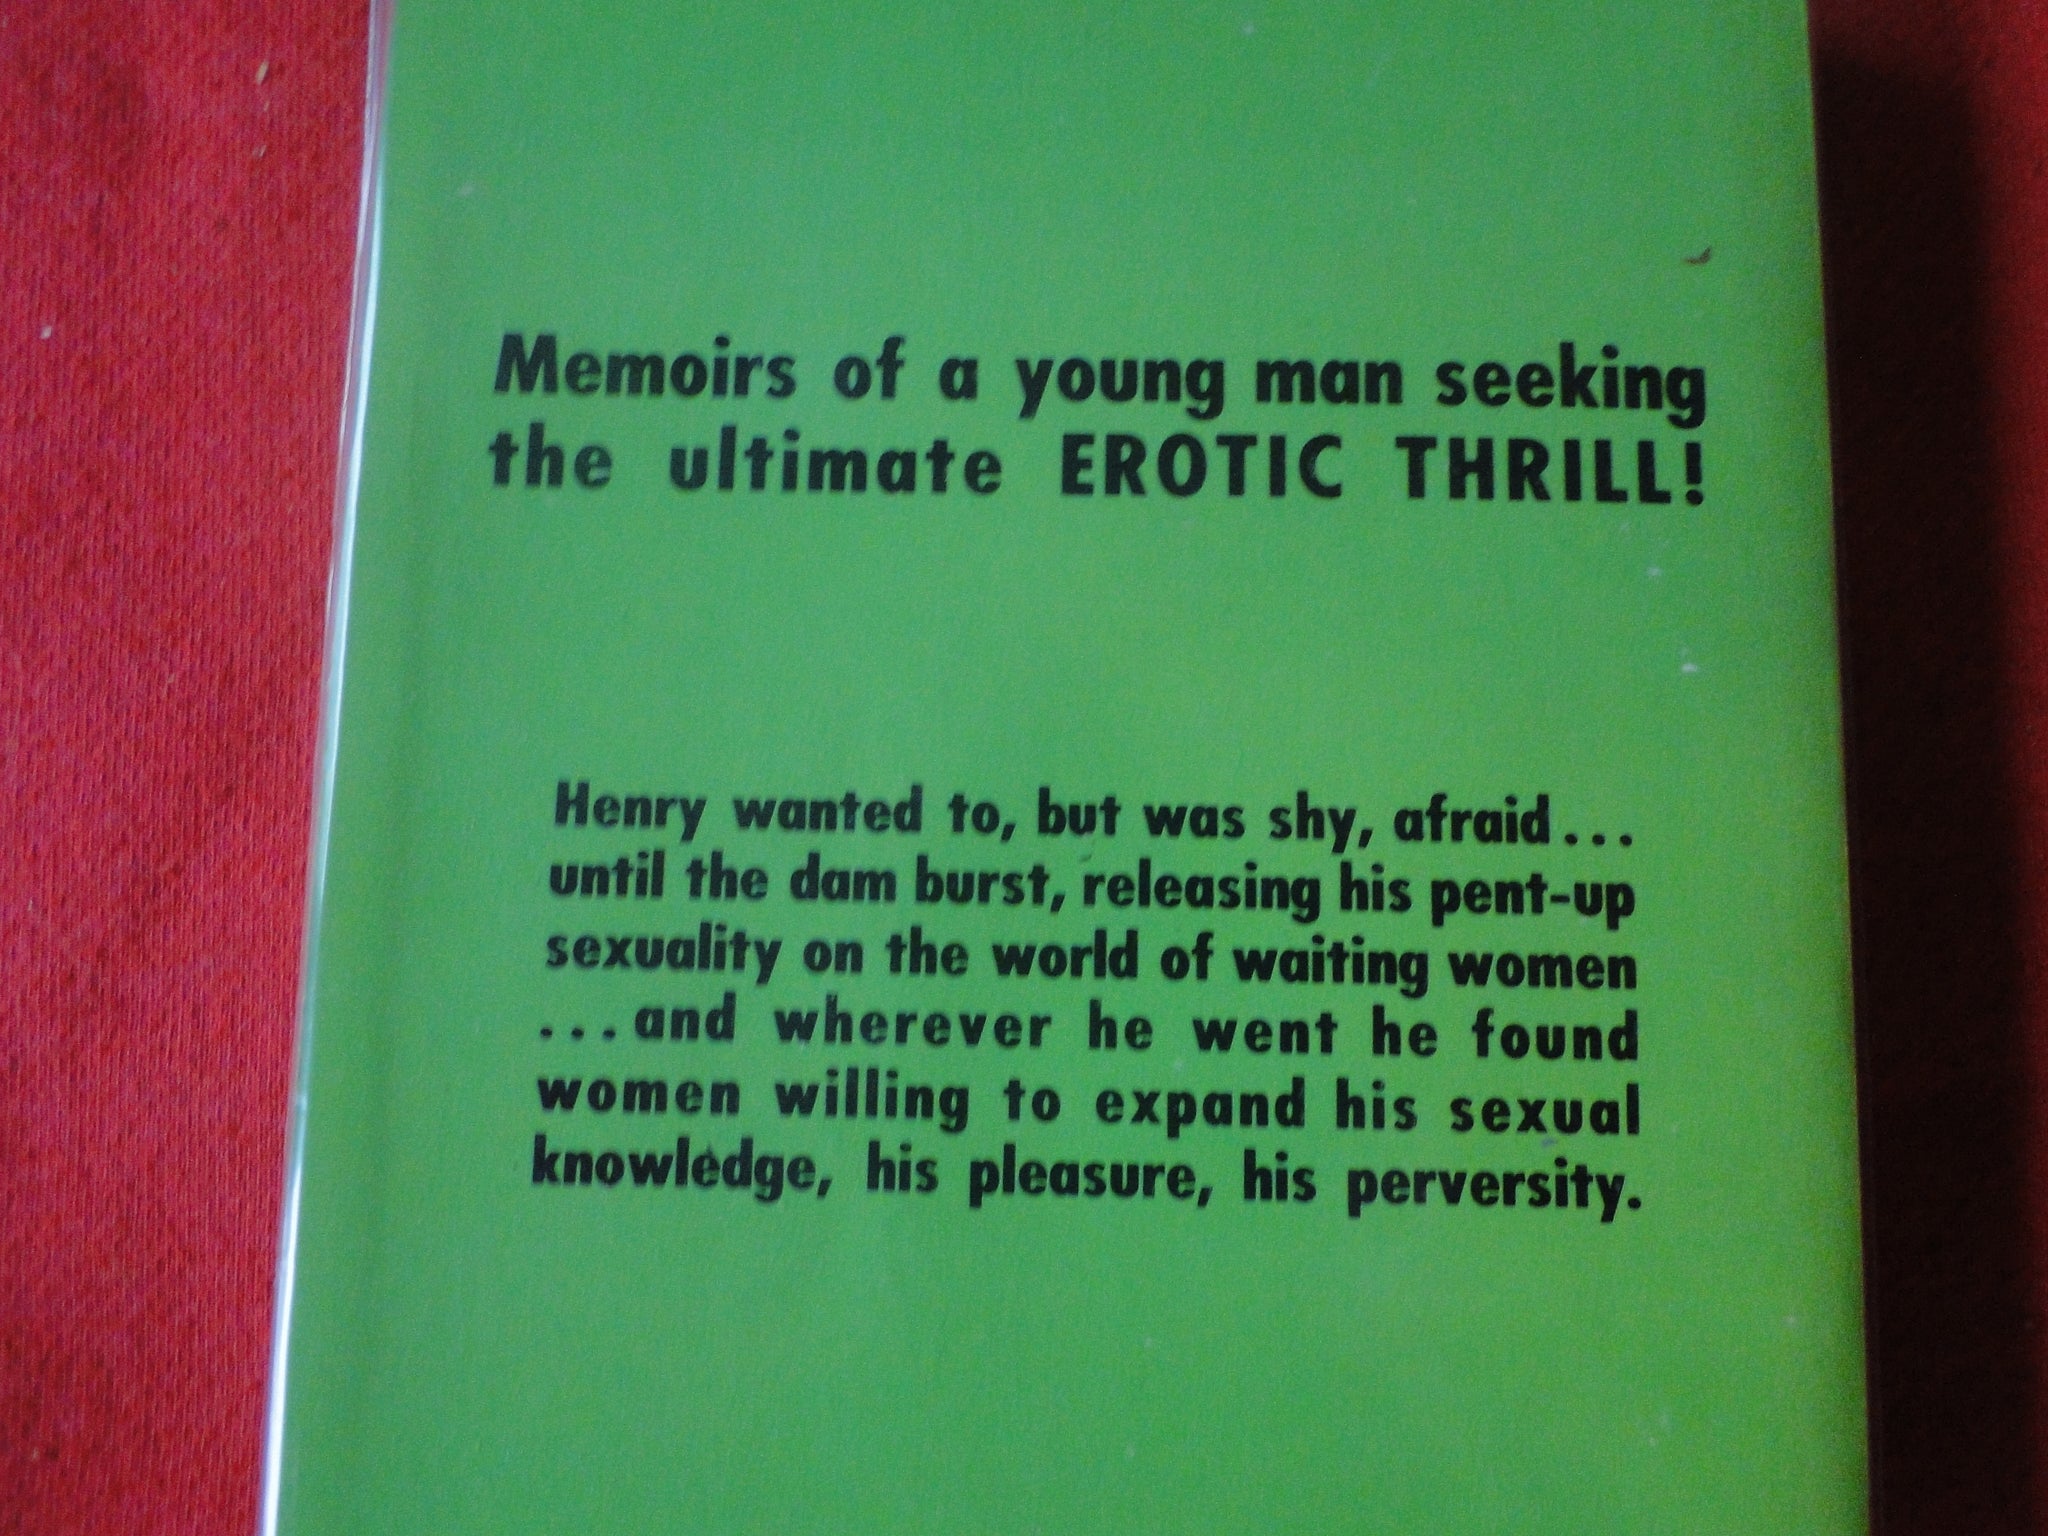 Memoirs of a young man seeking
the ultimate EROTIC THRILL!
Henry wanted to, but was shy, afraid...
until the dam burst, releasing his pent-up
sexuality on the world of waiting women
...and wherever he went he found
women willing to expand his sexual
knowledge, his pleasure, his perversity.